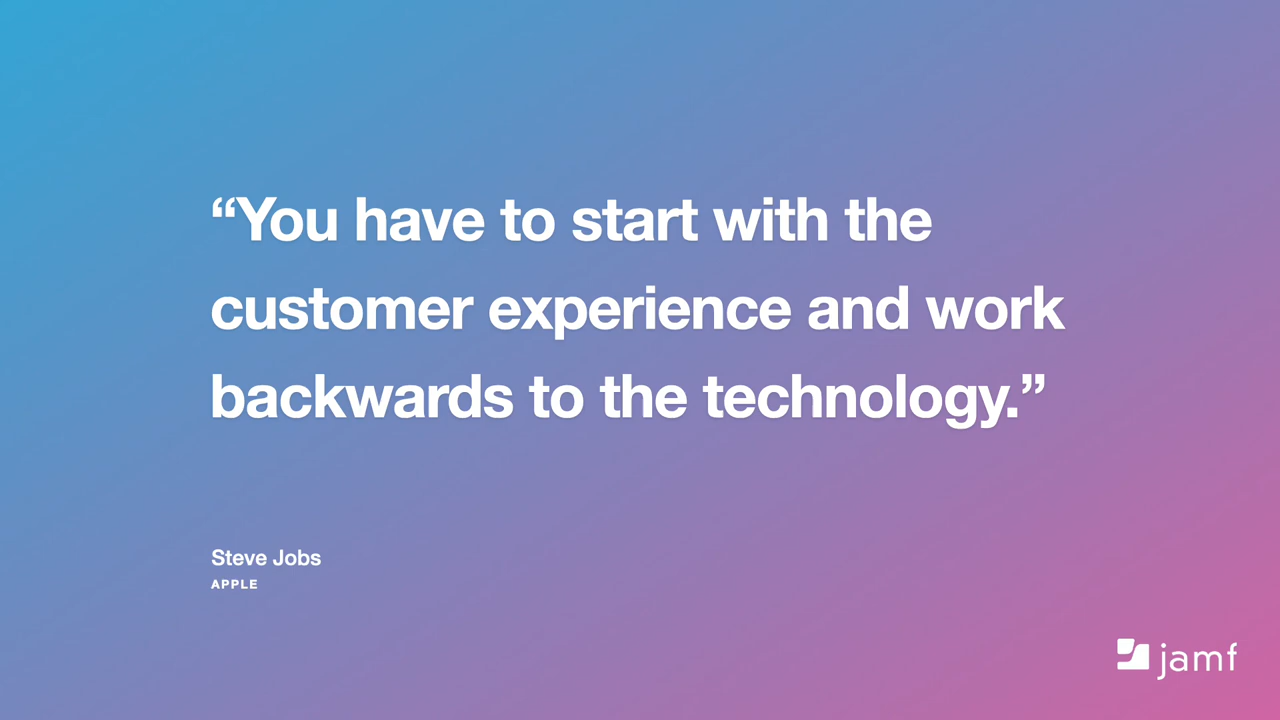 “You have to start with the
customer experience and work
backwards to the technology.”
Steve Jobs
APPLE
jamf